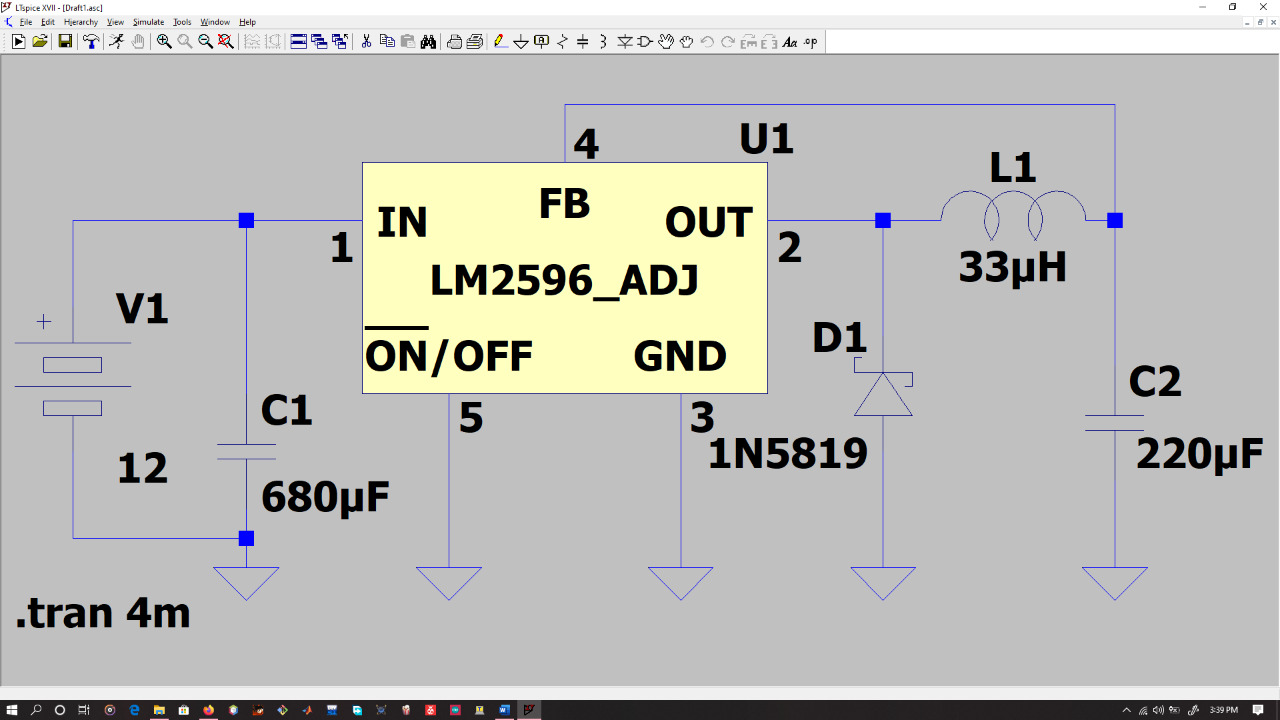 LTspice XVII - [Draft1.asc]
File Edit Hierarchy View Simulate Tools Window Help
Aa .op
4
U1
L1
FB
IN
OUT
1
2
33µH
LM2596_ADJ
V1
D1
ON/OFF
GND
C2
C1
5
3
1N5819
220µF
12
680µF
.tran 4m
3:39 PM